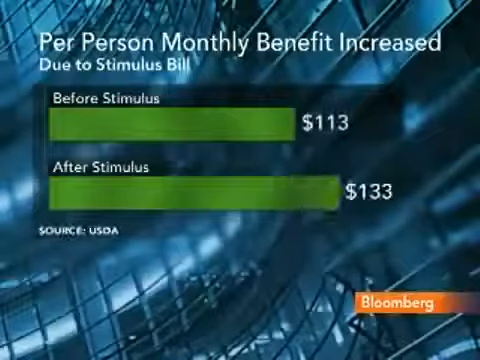 Per Person Monthly Benefit Increased
Due to Stimulus Bill
Before Stimulus
$113
After Stimulus
$133
SOURCE: USDA
Bloomberg